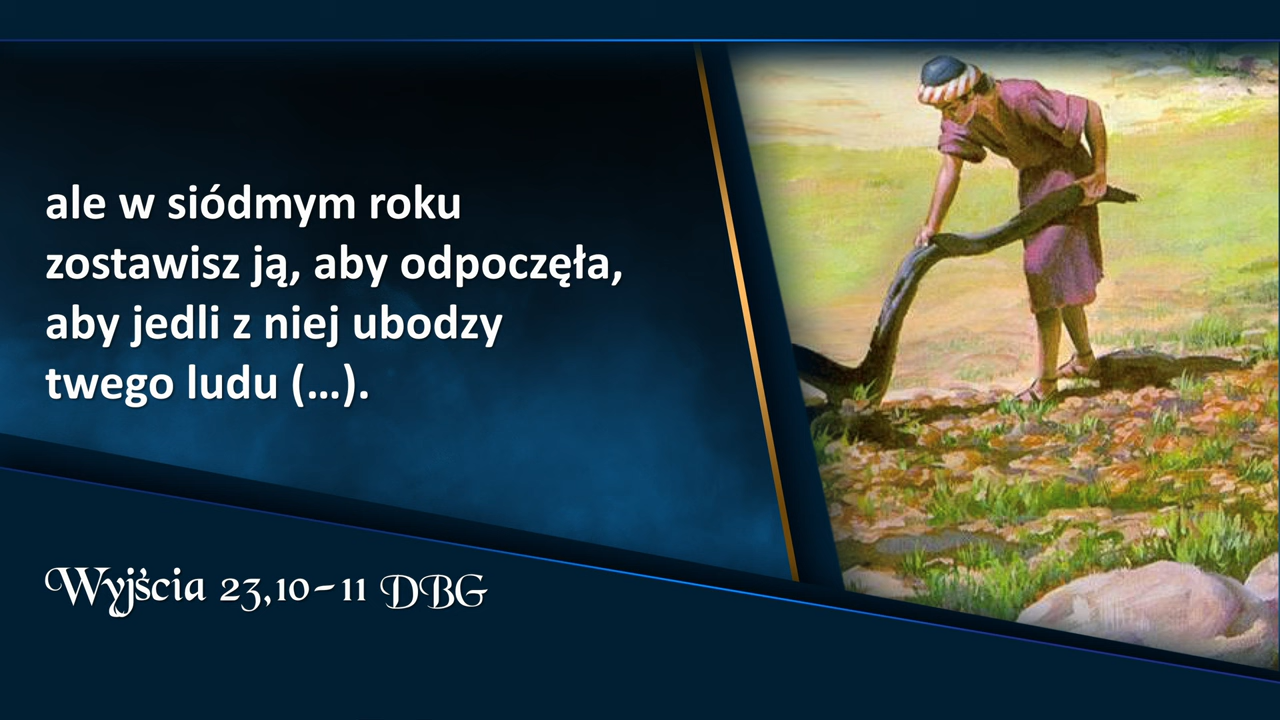 ale w siódmym roku
zostawisz ją, aby odpoczęła,
aby jedli z niej ubodzy
twego ludu (...).
Wyjścia 23,10-11 DBG